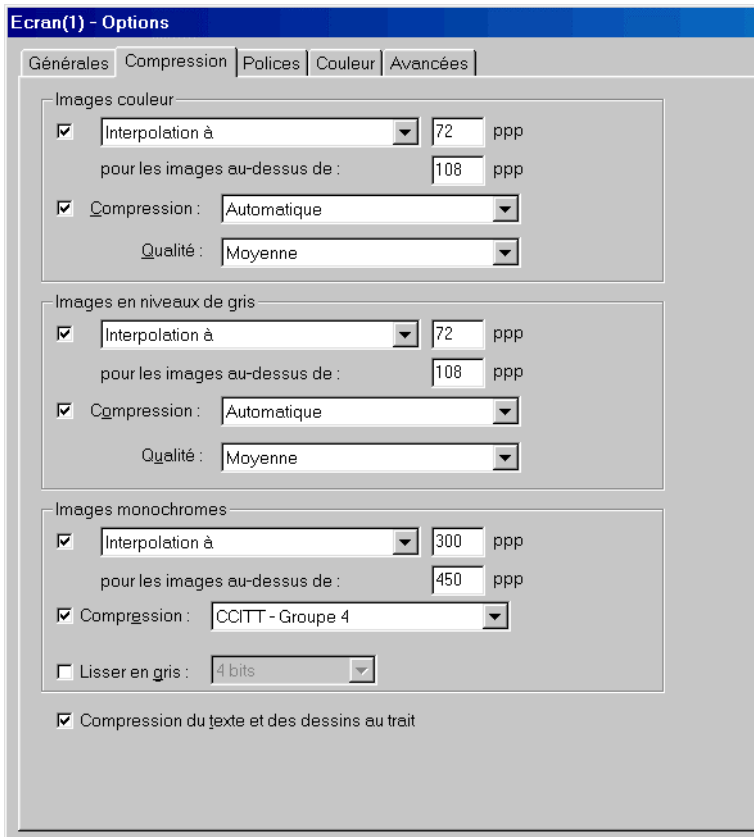 Ecran(1) - Options
Générales Compression Polices Couleur Avancées
Images couleur
Interpolation à 72 ppp
pour les images au-dessus de : 108 ppp
Compression : Automatique
Qualité : Moyenne
Images en niveaux de gris
Interpolation à 72 ppp
pour les images au-dessus de : 108 ppp
Compression : Automatique
Qualité : Moyenne
Images monochromes
Interpolation à 300 ppp
pour les images au-dessus de : 450 ppp
Compression : CCITT - Groupe 4
Lisser en gris : 4 bits
Compression du texte et des dessins au trait